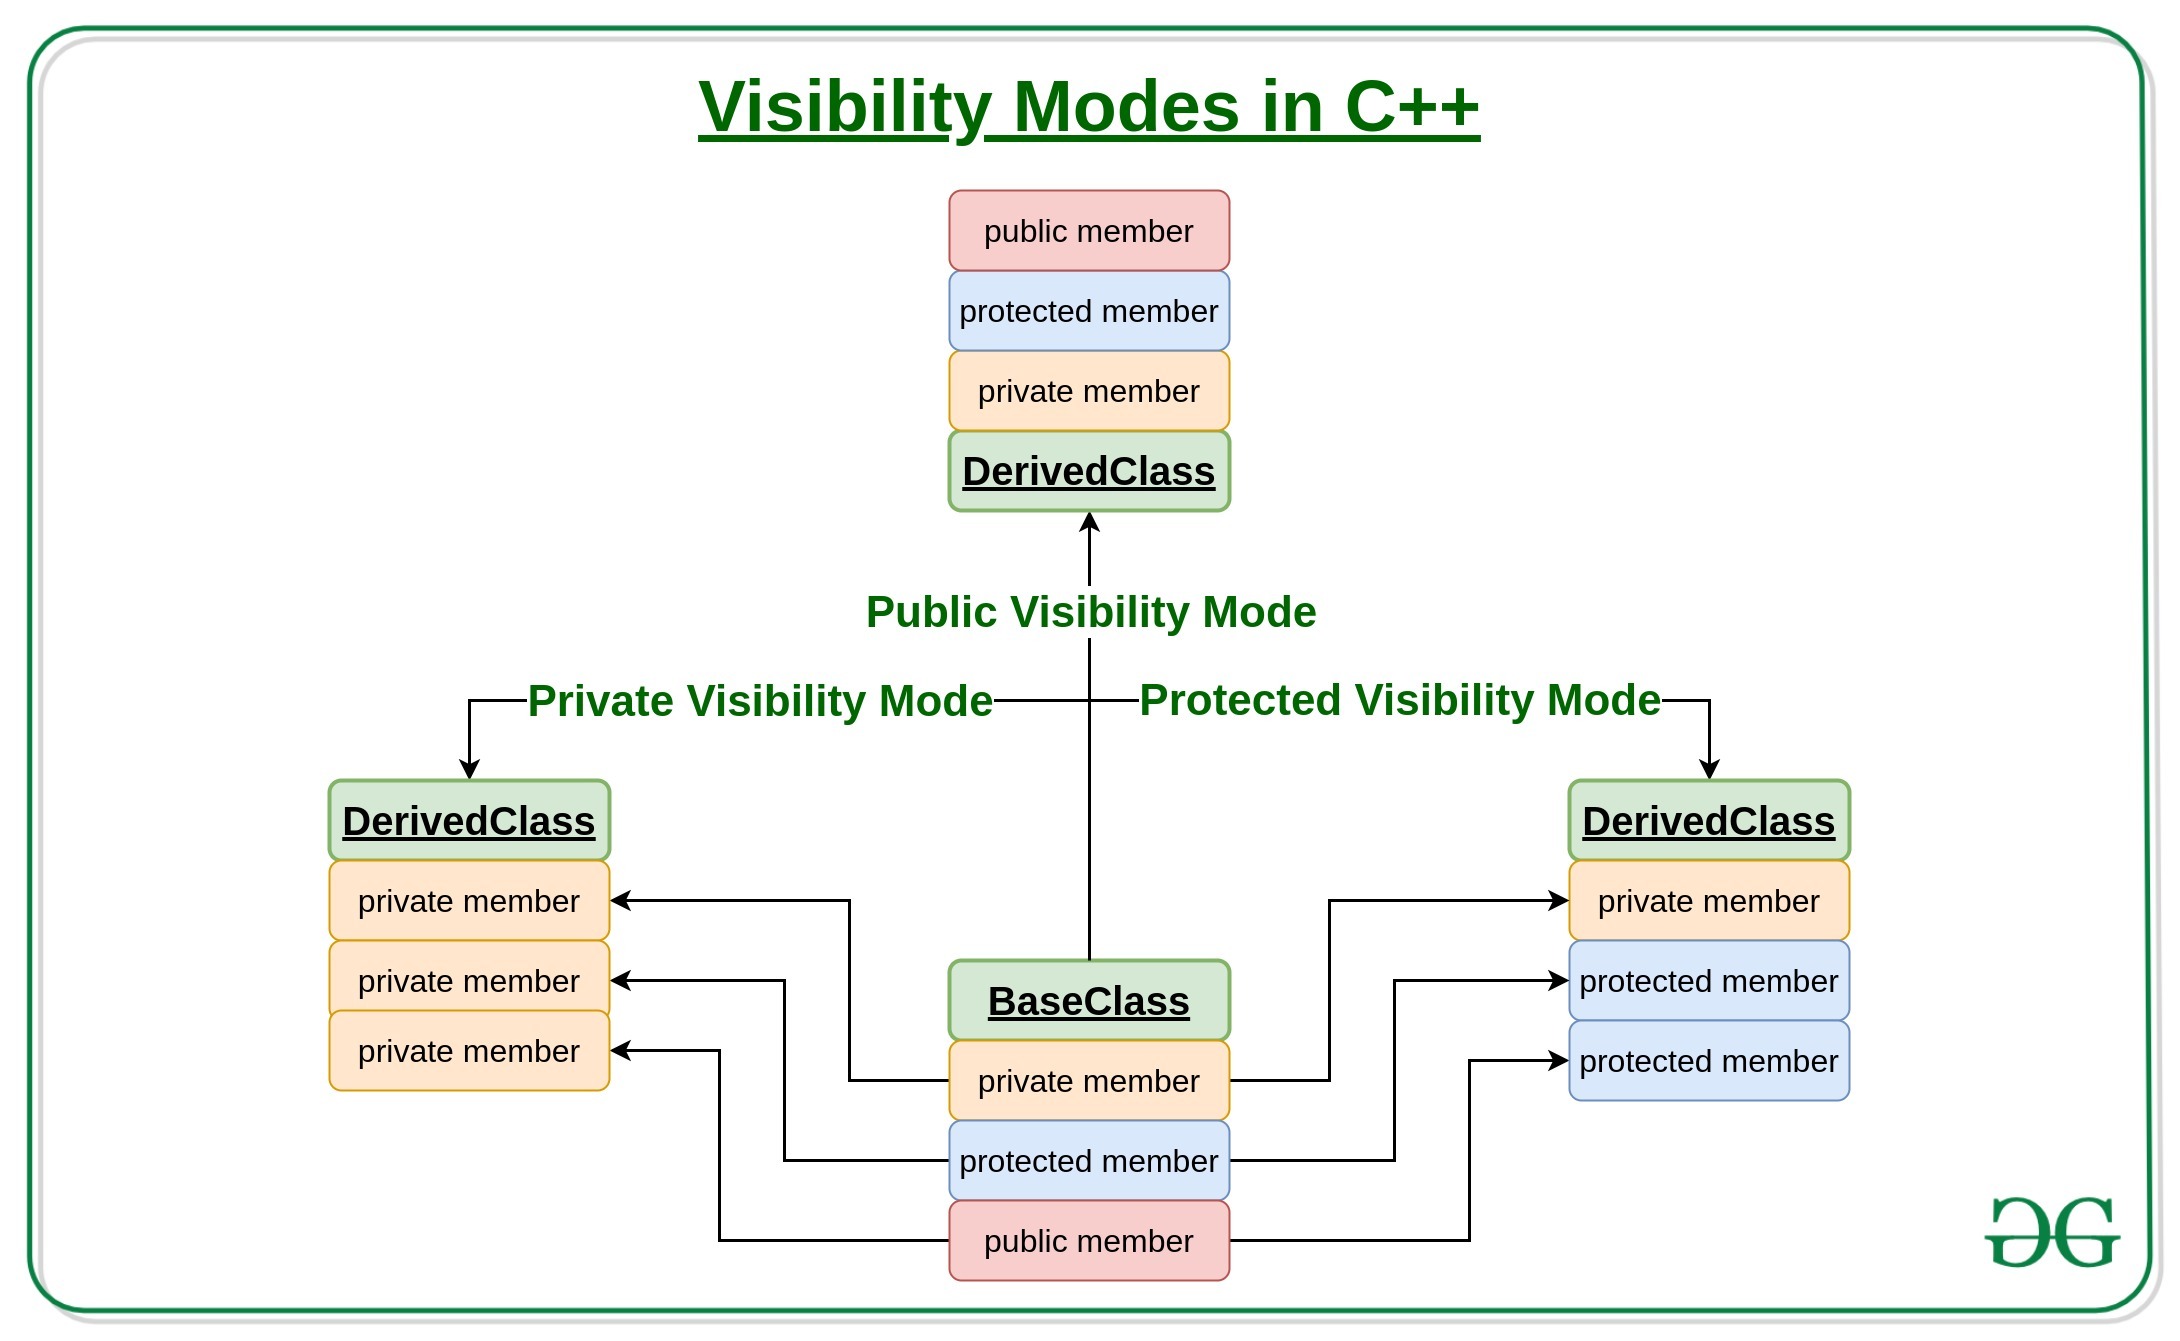 Visibility Modes in C++
public member
protected member
private member
DerivedClass
Public Visibility Mode
Private Visibility Mode
Protected Visibility Mode
DerivedClass
private member
private member
private member
BaseClass
private member
protected member
public member
DerivedClass
private member
protected member
protected member
GG